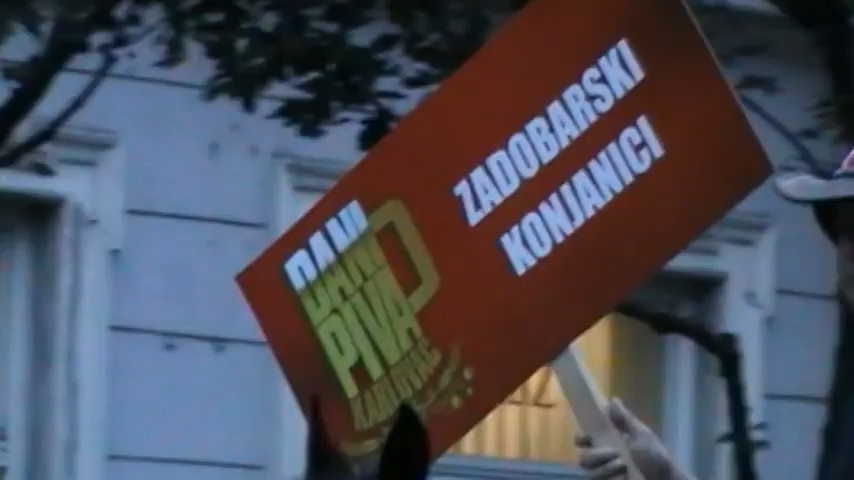 DANI
PIVA
KARLOVAC
ZADOBARSKI
KONJANICI